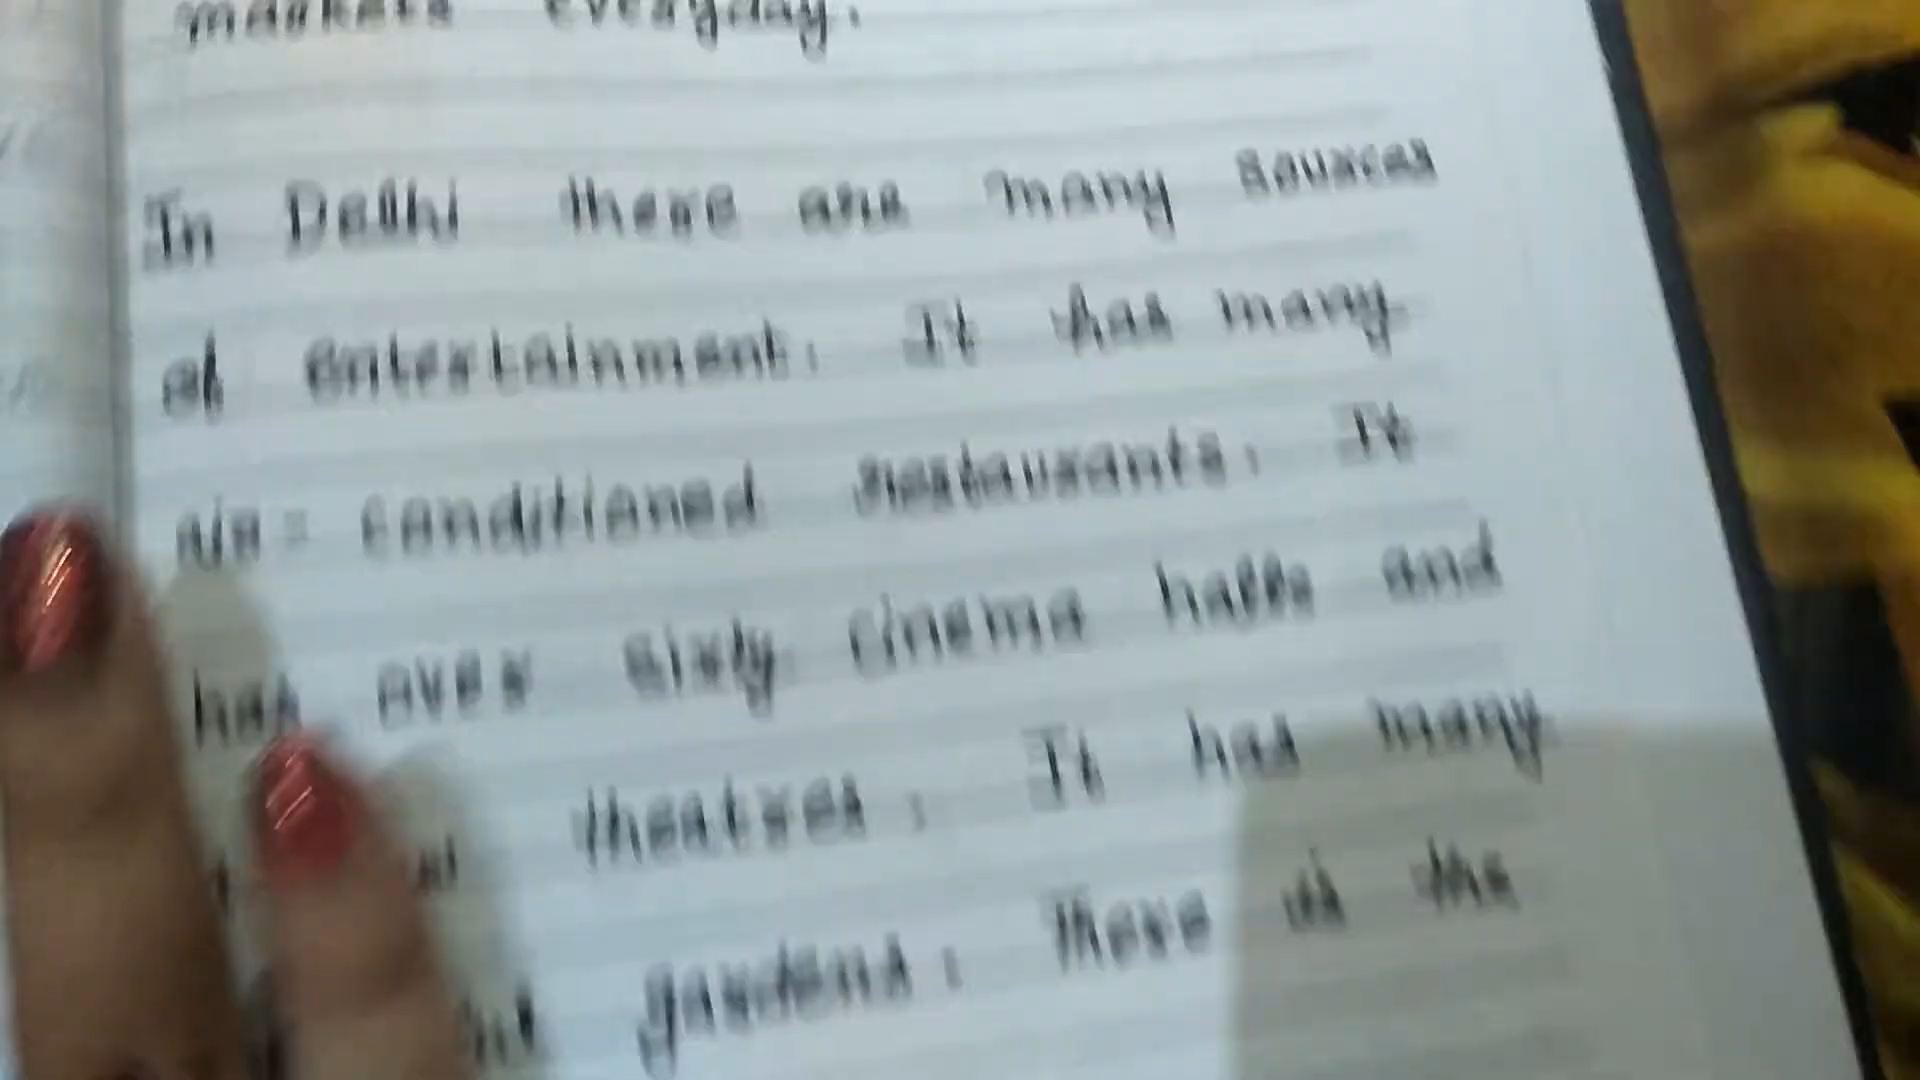 markets everyday.
In Delhi there are many sources
of entertainment. It has many
air-conditioned restaurants. It
has over sixty cinema halls and
theatres. It has many
gardens. There is the